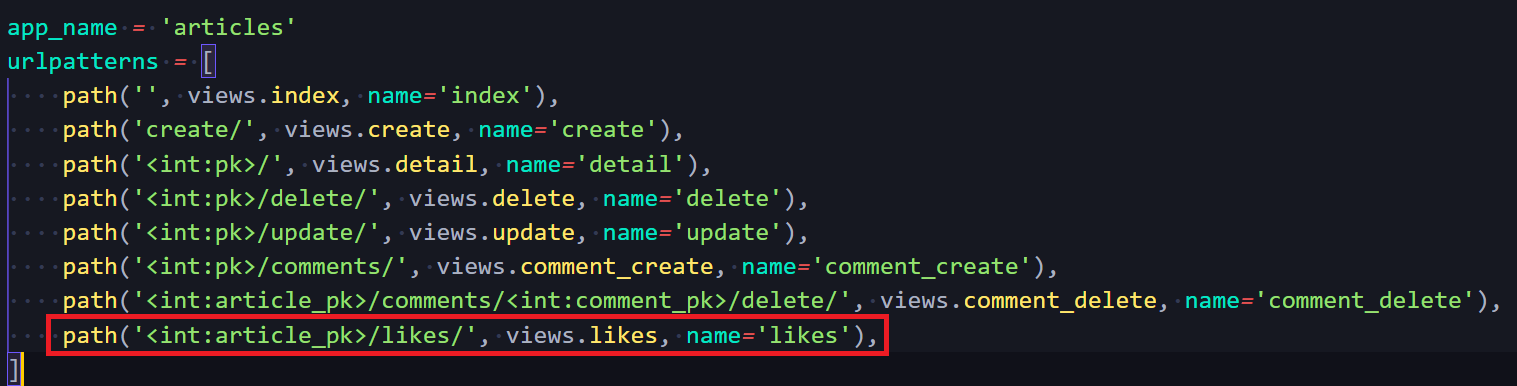 app_name = 'articles'
urlpatterns = [
    path('', views.index, name='index'),
    path('create/', views.create, name='create'),
    path('<int:pk>/', views.detail, name='detail'),
    path('<int:pk>/delete/', views.delete, name='delete'),
    path('<int:pk>/update/', views.update, name='update'),
    path('<int:pk>/comments/', views.comment_create, name='comment_create'),
    path('<int:article_pk>/comments/<int:comment_pk>/delete/', views.comment_delete, name='comment_delete'),
    path('<int:article_pk>/likes/', views.likes, name='likes'),
]